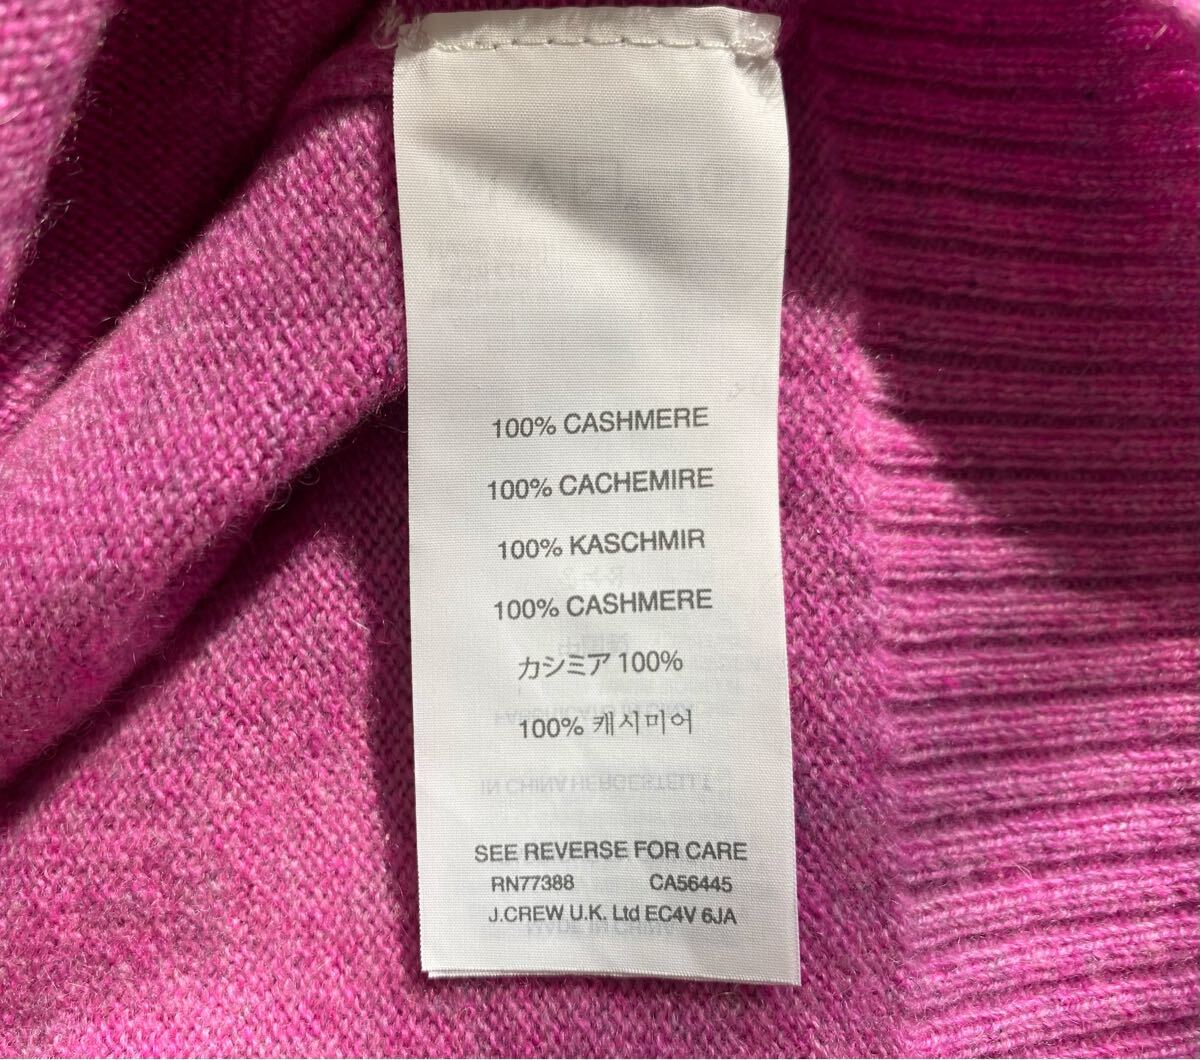 100% CASHMERE
100% CACHEMIRE
100% KASCHMIR
100% CASHMERE
カシミア 100%
100% 캐시미어
SEE REVERSE FOR CARE
RN77388 CA56445
J.CREW U.K. Ltd EC4V 6JA